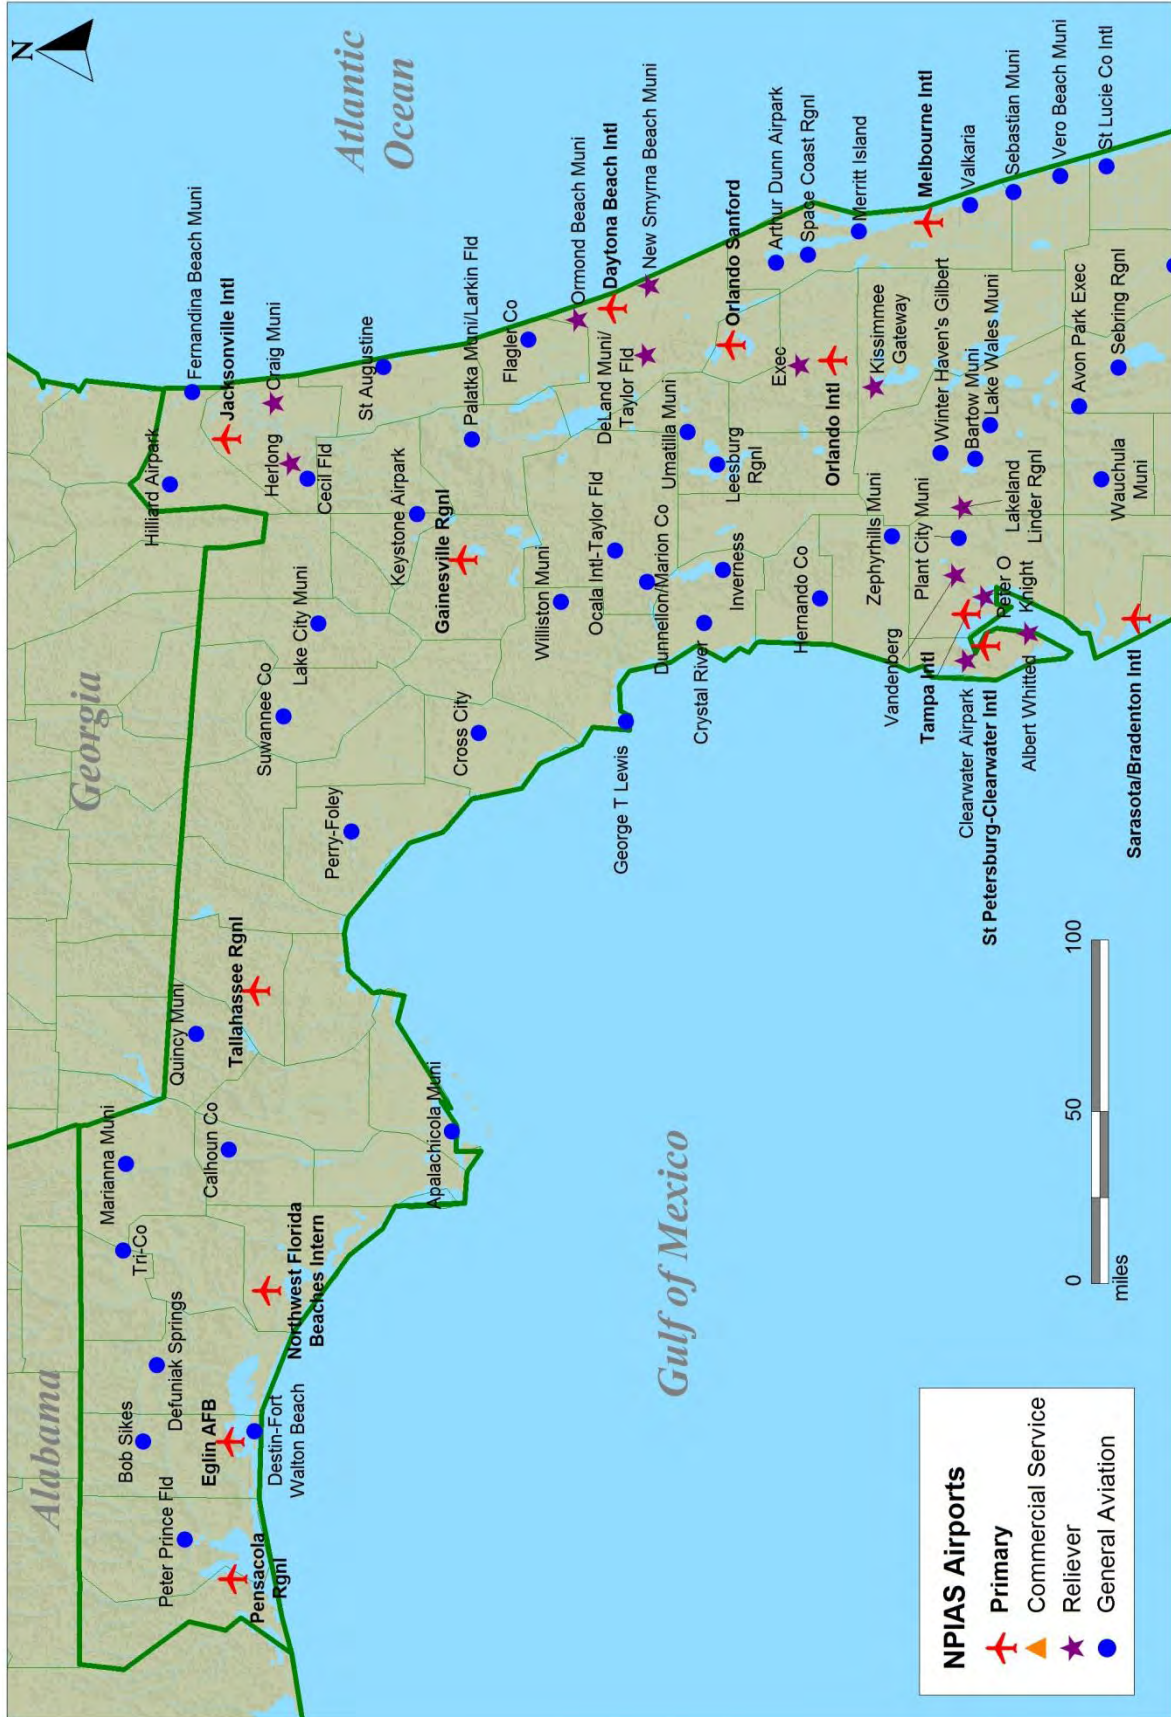 N
Alabama
Georgia
Atlantic
Ocean
Gulf of Mexico
Hilliard Airpark
Fernandina Beach Muni
Jacksonville Intl
Craig Muni
Herlong
Cecil Fld
St Augustine
Keystone Airpark
Palatka Muni/Larkin Fld
Gainesville Rgnl
Flagler Co
Ormond Beach Muni
Daytona Beach Intl
New Smyrna Beach Muni
DeLand Muni/
Taylor Fld
Williston Muni
Ocala Intl-Taylor Fld
Dunnellon/Marion Co
Umatilla Muni
Leesburg
Rgnl
Orlando Sanford
Arthur Dunn Airpark
Space Coast Rgnl
Merritt Island
Exec
Orlando Intl
Kissimmee
Gateway
Melbourne Intl
Valkaria
Sebastian Muni
Vero Beach Muni
St Lucie Co Intl
Winter Haven's Gilbert
Bartow Muni
Lake Wales Muni
Avon Park Exec
Sebring Rgnl
Wauchula
Muni
Lakeland
Linder Rgnl
Plant City Muni
Zephyrhills Muni
Hernando Co
Inverness
Crystal River
George T Lewis
Vandenberg
Tampa Intl
Peter O
Knight
Clearwater Airpark
St Petersburg-Clearwater Intl
Albert Whitted
Sarasota/Bradenton Intl
Lake City Muni
Suwannee Co
Cross City
Perry-Foley
Tallahassee Rgnl
Quincy Muni
Calhoun Co
Marianna Muni
Tri-Co
Apalachicola Muni
Northwest Florida
Beaches Intern
Defuniak Springs
Bob Sikes
Eglin AFB
Destin-Fort
Walton Beach
Peter Prince Fld
Pensacola
Rgnl
0
50
100
miles
NPIAS Airports
Primary
Commercial Service
Reliever
General Aviation